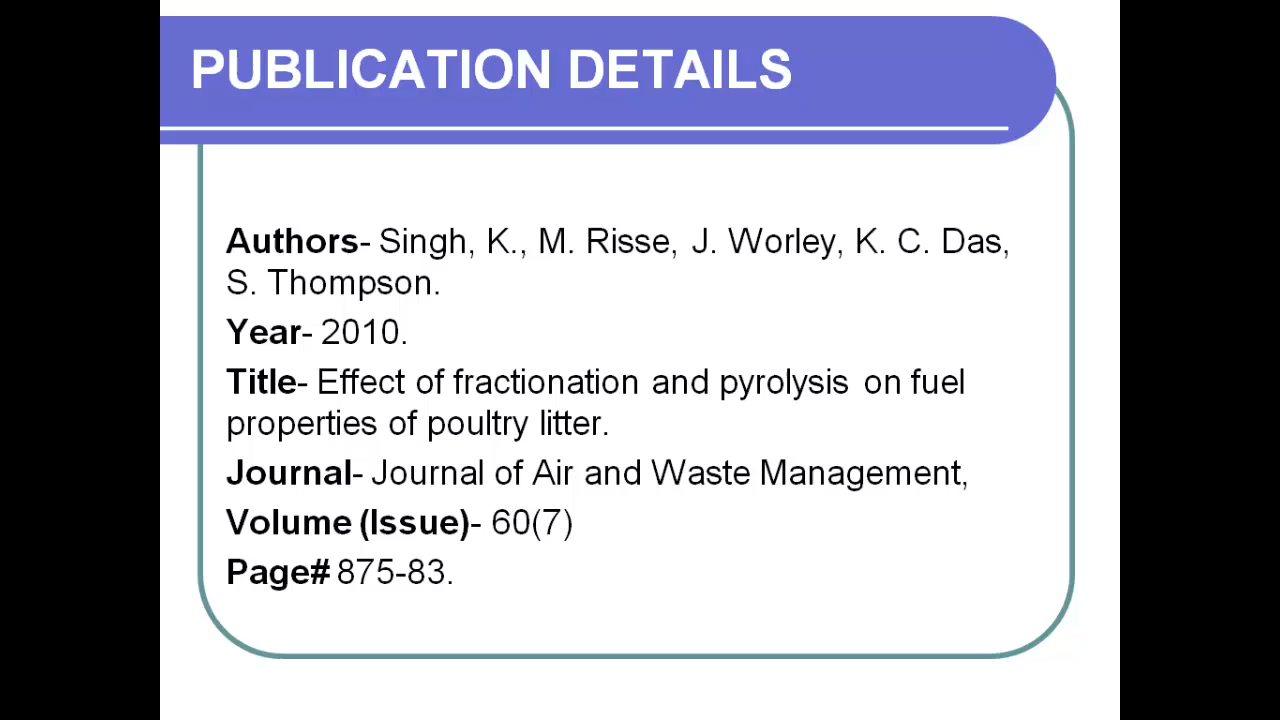 PUBLICATION DETAILS
Authors- Singh, K., M. Risse, J. Worley, K. C. Das,
S. Thompson.
Year- 2010.
Title- Effect of fractionation and pyrolysis on fuel
properties of poultry litter.
Journal- Journal of Air and Waste Management,
Volume (Issue)- 60(7)
Page# 875-83.